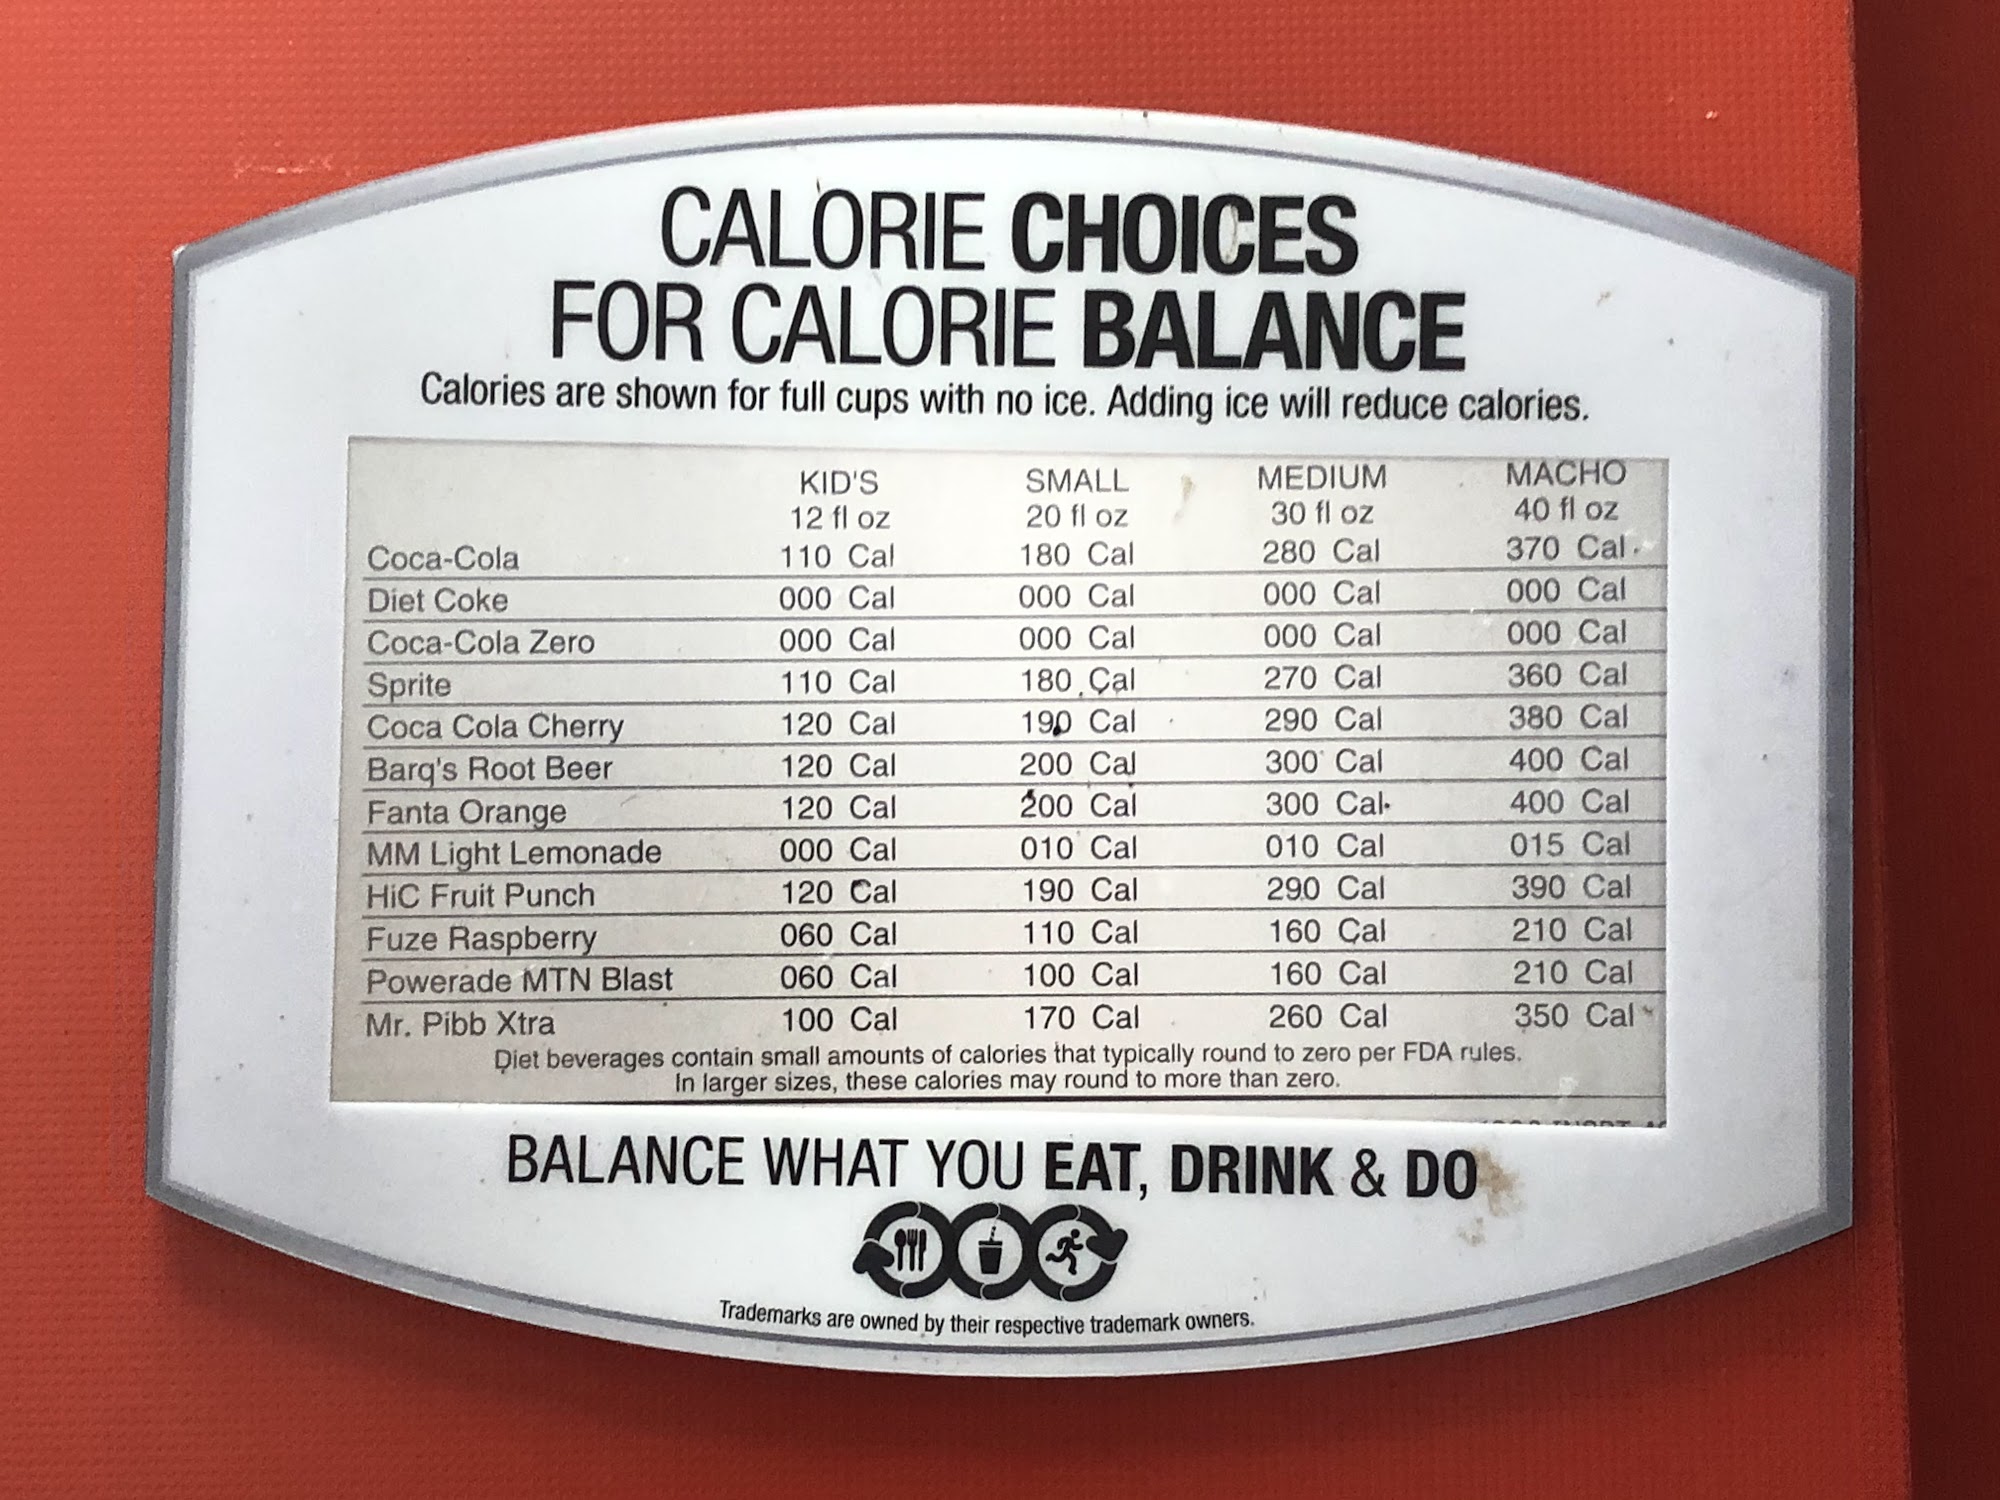 CALORIE CHOICES
FOR CALORIE BALANCE
Calories are shown for full cups with no ice. Adding ice will reduce calories.
KID'S SMALL MEDIUM MACHO
12 fl oz 20 fl oz 30 fl oz 40 fl oz
Coca-Cola 110 Cal 180 Cal 280 Cal 370 Cal
Diet Coke 000 Cal 000 Cal 000 Cal 000 Cal
Coca-Cola Zero 000 Cal 000 Cal 000 Cal 000 Cal
Sprite 110 Cal 180 Cal 270 Cal 360 Cal
Coca Cola Cherry 120 Cal 190 Cal 290 Cal 380 Cal
Barq's Root Beer 120 Cal 200 Cal 300 Cal 400 Cal
Fanta Orange 120 Cal 200 Cal 300 Cal 400 Cal
MM Light Lemonade 000 Cal 010 Cal 010 Cal 015 Cal
HiC Fruit Punch 120 Cal 190 Cal 290 Cal 390 Cal
Fuze Raspberry 060 Cal 110 Cal 160 Cal 210 Cal
Powerade MTN Blast 060 Cal 100 Cal 160 Cal 210 Cal
Mr. Pibb Xtra 100 Cal 170 Cal 260 Cal 350 Cal
Diet beverages contain small amounts of calories that typically round to zero per FDA rules.
In larger sizes, these calories may round to more than zero.
BALANCE WHAT YOU EAT, DRINK & DO
Trademarks are owned by their respective trademark owners.